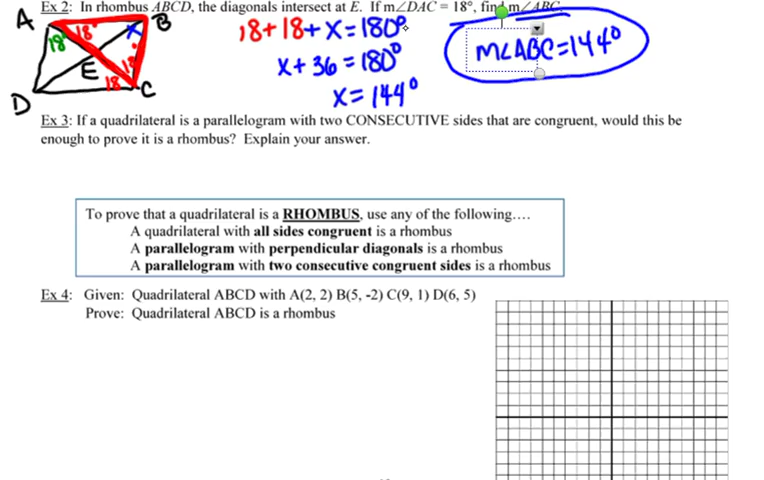 Ex 2: In rhombus ABCD, the diagonals intersect at E. If m∠DAC = 18°, find m∠ABC.
A B
18° 18° x
18+18+x=180°
m∠ABC=144°
x+36=180°
E 18
18 C
x=144°
D
Ex 3: If a quadrilateral is a parallelogram with two CONSECUTIVE sides that are congruent, would this be
enough to prove it is a rhombus? Explain your answer.
To prove that a quadrilateral is a RHOMBUS, use any of the following….
A quadrilateral with all sides congruent is a rhombus
A parallelogram with perpendicular diagonals is a rhombus
A parallelogram with two consecutive congruent sides is a rhombus
Ex 4: Given: Quadrilateral ABCD with A(2, 2) B(5, -2) C(9, 1) D(6, 5)
Prove: Quadrilateral ABCD is a rhombus